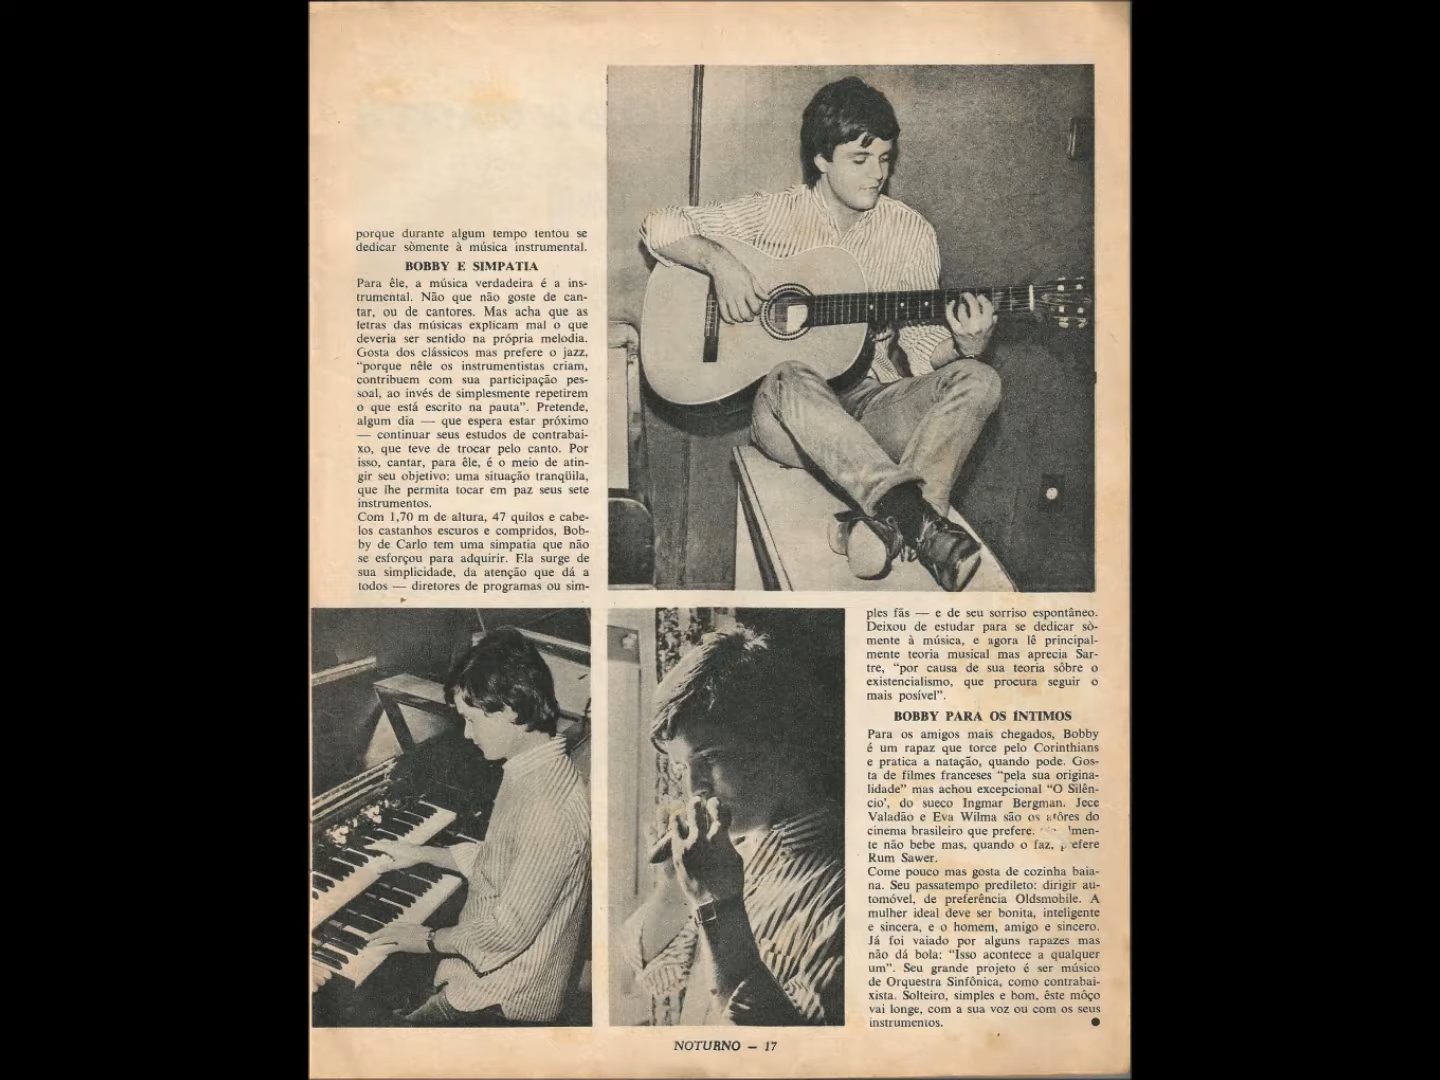 porque durante algum tempo tentou se
dedicar sòmente à música instrumental.
BOBBY E SIMPATIA
Para êle, a música verdadeira é a ins-
trumental. Não que não goste de can-
tar, ou de cantores. Mas acha que as
letras das músicas explicam mal o que
deveria ser sentido na própria melodia.
Gosta dos clássicos mas prefere o jazz,
“porque nêle os instrumentistas criam,
contribuem com sua participação pes-
soal, ao invés de simplesmente repetirem
o que está escrito na pauta”. Pretende,
algum dia — que espera estar próximo
— continuar seus estudos de contrabai-
xo, que teve de trocar pelo canto. Por
isso, cantar, para êle, é o meio de atin-
gir seu objetivo: uma situação tranqüila,
que lhe permita tocar em paz seus sete
instrumentos.
Com 1,70 m de altura, 47 quilos e cabe-
los castanhos escuros e compridos, Bob-
by de Carlo tem uma simpatia que não
se esforçou para adquirir. Ela surge de
sua simplicidade, da atenção que dá a
todos — diretores de programas ou sim-
ples fãs — e de seu sorriso espontâneo.
Deixou de estudar para se dedicar sò-
mente à música, e agora lê principal-
mente teoria musical mas aprecia Sar-
tre, “por causa de sua teoria sôbre o
existencialismo, que procura seguir o
mais posível”.
BOBBY PARA OS ÍNTIMOS
Para os amigos mais chegados, Bobby
é um rapaz que torce pelo Corinthians
e pratica a natação, quando pode. Gos-
ta de filmes franceses “pela sua origina-
lidade” mas achou excepcional “O Silên-
cio’, do sueco Ingmar Bergman. Jece
Valadão e Eva Wilma são os atôres do
cinema brasileiro que prefere.
te não bebe mas, quando o faz, prefere
Rum Sawer.
Come pouco mas gosta de cozinha baia-
na. Seu passatempo predileto: dirigir au-
tomóvel, de preferência Oldsmobile. A
mulher ideal deve ser bonita, inteligente
e sincera, e o homem, amigo e sincero.
Já foi vaiado por alguns rapazes mas
não dá bola: “Isso acontece a qualquer
um”. Seu grande projeto é ser músico
de Orquestra Sinfônica, como contrabai-
xista. Solteiro, simples e bom, êste môço
vai longe, com a sua voz ou com os seus
instrumentos.
NOTURNO — 17